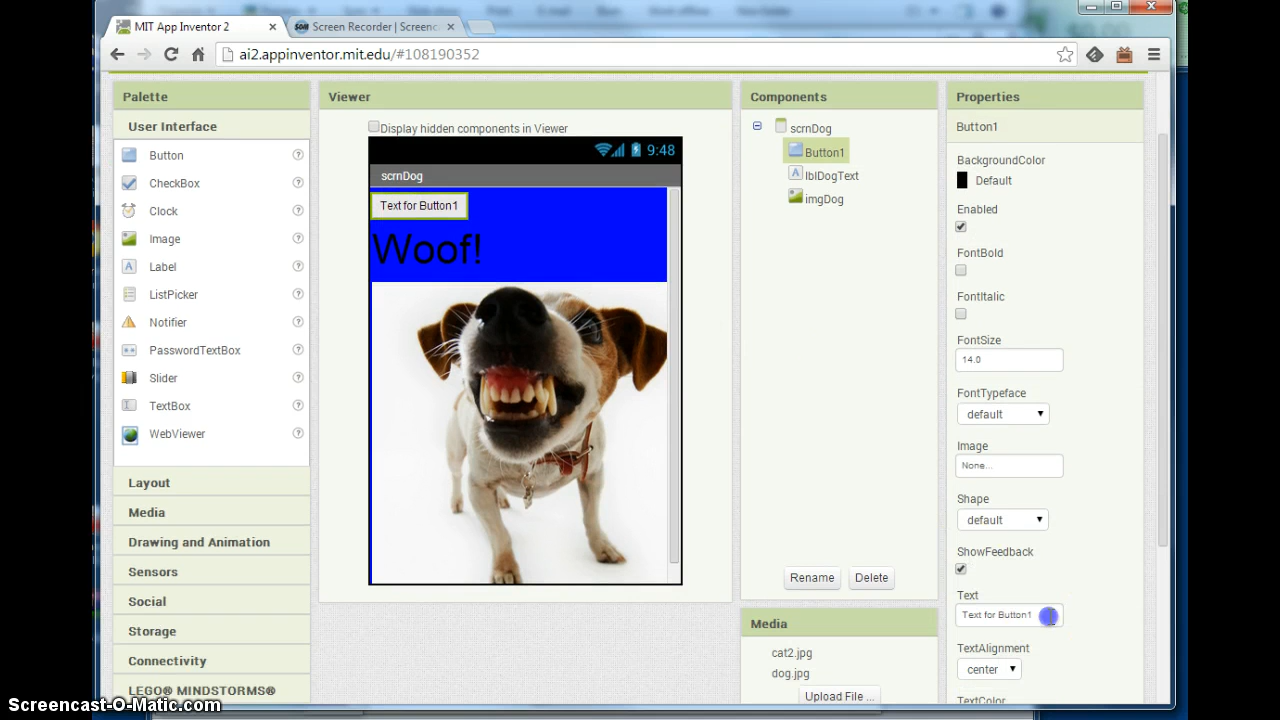 MIT App Inventor 2
Screen Recorder | Screenc
ai2.appinventor.mit.edu/#108190352
Palette
User Interface
Button
CheckBox
Clock
Image
Label
ListPicker
Notifier
PasswordTextBox
Slider
TextBox
WebViewer
Layout
Media
Drawing and Animation
Sensors
Social
Storage
Connectivity
LEGO® MINDSTORMS®
Viewer
Display hidden components in Viewer
9:48
scrnDog
Text for Button1
Woof!
Components
scrnDog
Button1
lblDogText
imgDog
Rename
Delete
Media
cat2.jpg
dog.jpg
Upload File ...
Properties
Button1
BackgroundColor
Default
Enabled
FontBold
FontItalic
FontSize
14.0
FontTypeface
default
Image
None...
Shape
default
ShowFeedback
Text
Text for Button1
TextAlignment
center
TextColor
Screencast-O-Matic.com